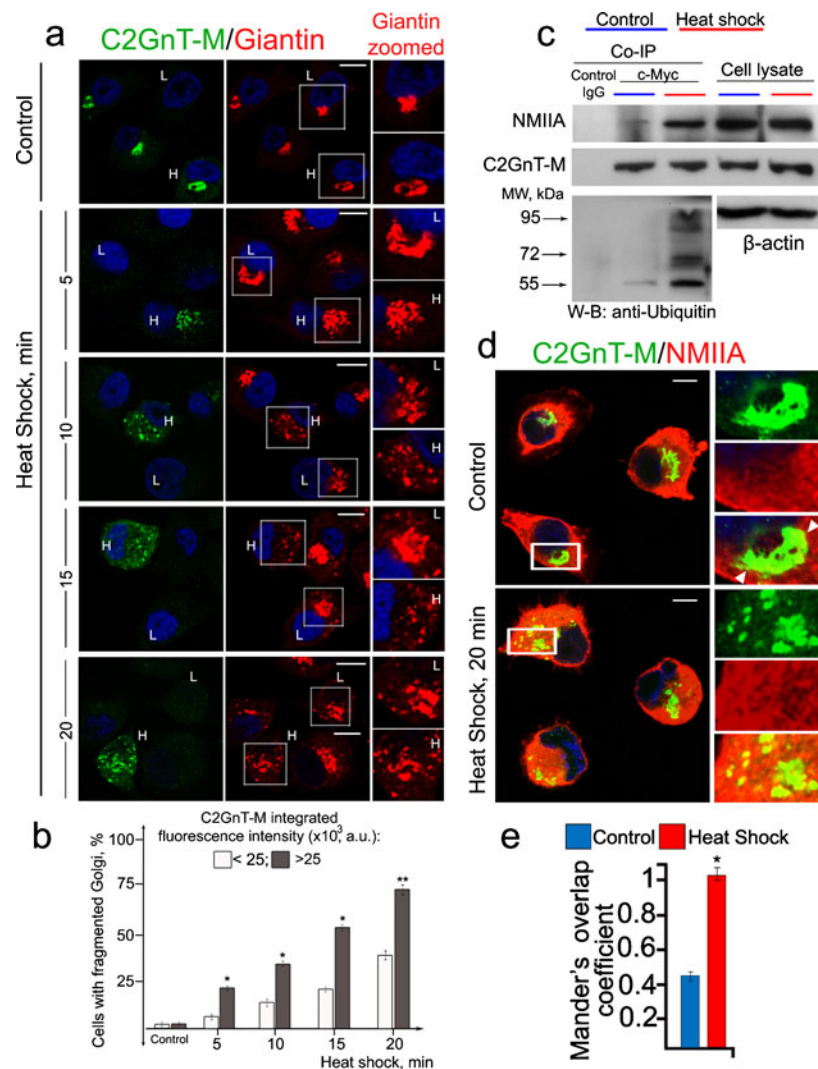 a
C2GnT-M/Giantin
Giantin
zoomed
Control
L
H
Heat Shock, min
5
L
H
L
H
10
H
L
H
L
L
H
15
H
L
L
H
20
L
H
L
H
b
C2GnT-M integrated
fluorescence intensity (x10³, a.u.):
< 25; >25
Cells with fragmented Golgi, %
100
75
50
25
* * * **
Control 5 10 15 20
Heat shock, min
c
Control Heat shock
Co-IP
Control IgG c-Myc Cell lysate
NMIIA
C2GnT-M
MW, kDa
95
72
55
β-actin
W-B: anti-Ubiquitin
d
C2GnT-M/NMIIA
Control
Heat Shock, 20 min
e
Control Heat Shock
Mander's overlap
coefficient
*
1
0.8
0.6
0.4
0.2